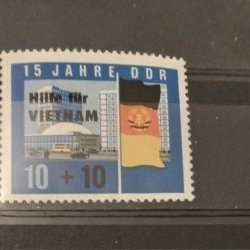 15 JAHRE DDR
Hilfe für
VIETNAM
10 + 10